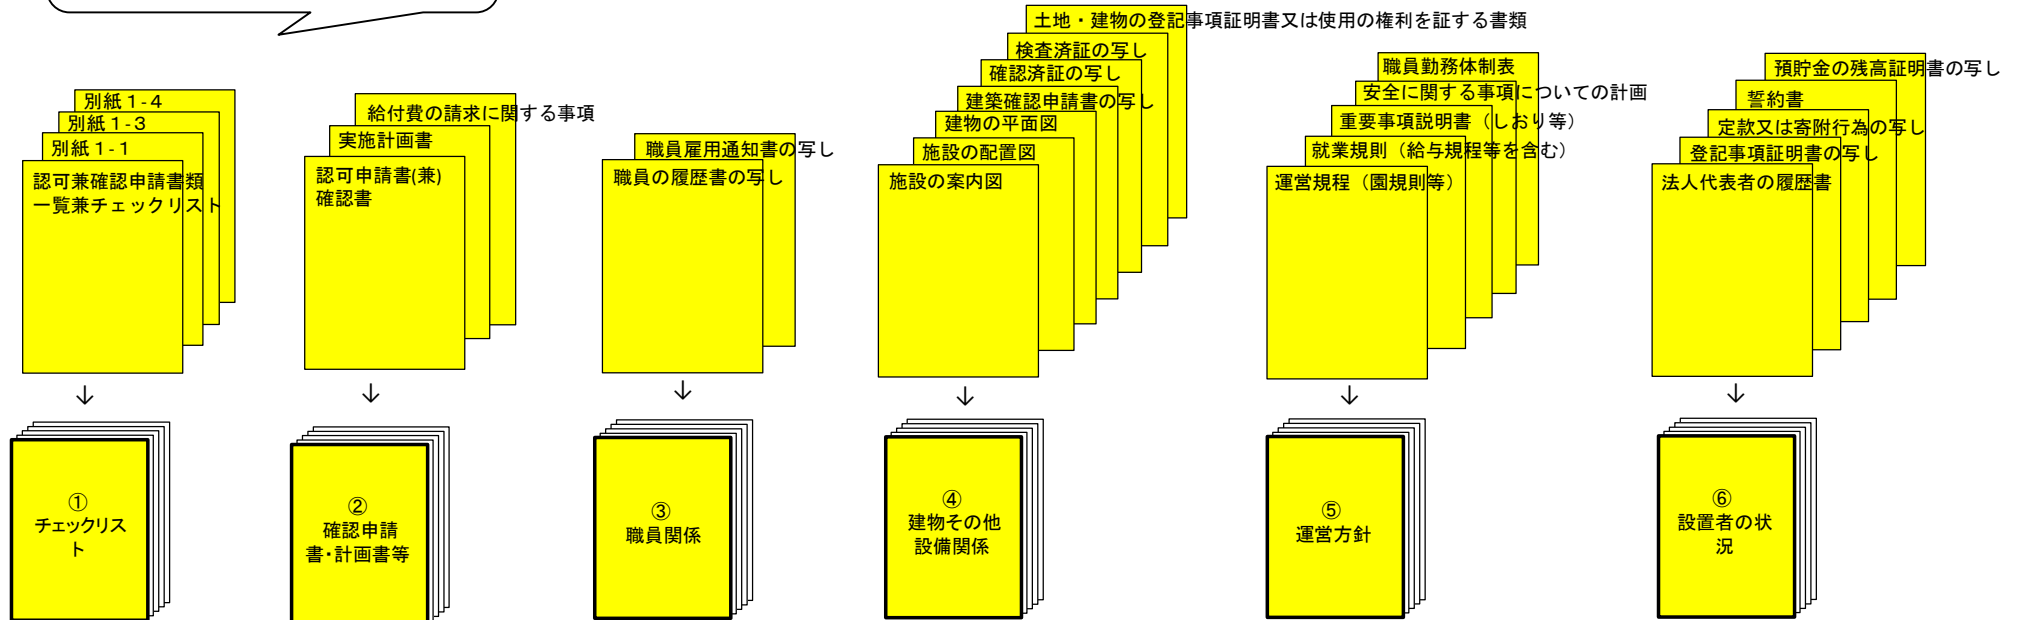 別紙１-４
別紙１-３
別紙１-１
認可兼確認申請書類
一覧兼チェックリスト
↓
①
チェックリス
ト
給付費の請求に関する事項
実施計画書
認可申請書(兼)
確認書
↓
②
確認申請
書・計画書等
職員雇用通知書の写し
職員の履歴書の写し
↓
③
職員関係
土地・建物の登記事項証明書又は使用の権利を証する書類
検査済証の写し
確認済証の写し
建築確認申請書の写し
建物の平面図
施設の配置図
施設の案内図
↓
④
建物その他
設備関係
職員勤務体制表
安全に関する事項についての計画
重要事項説明書（しおり等）
就業規則（給与規程等を含む）
運営規程（園規則等）
↓
⑤
運営方針
預貯金の残高証明書の写し
誓約書
定款又は寄附行為の写し
登記事項証明書の写し
法人代表者の履歴書
↓
⑥
設置者の状
況